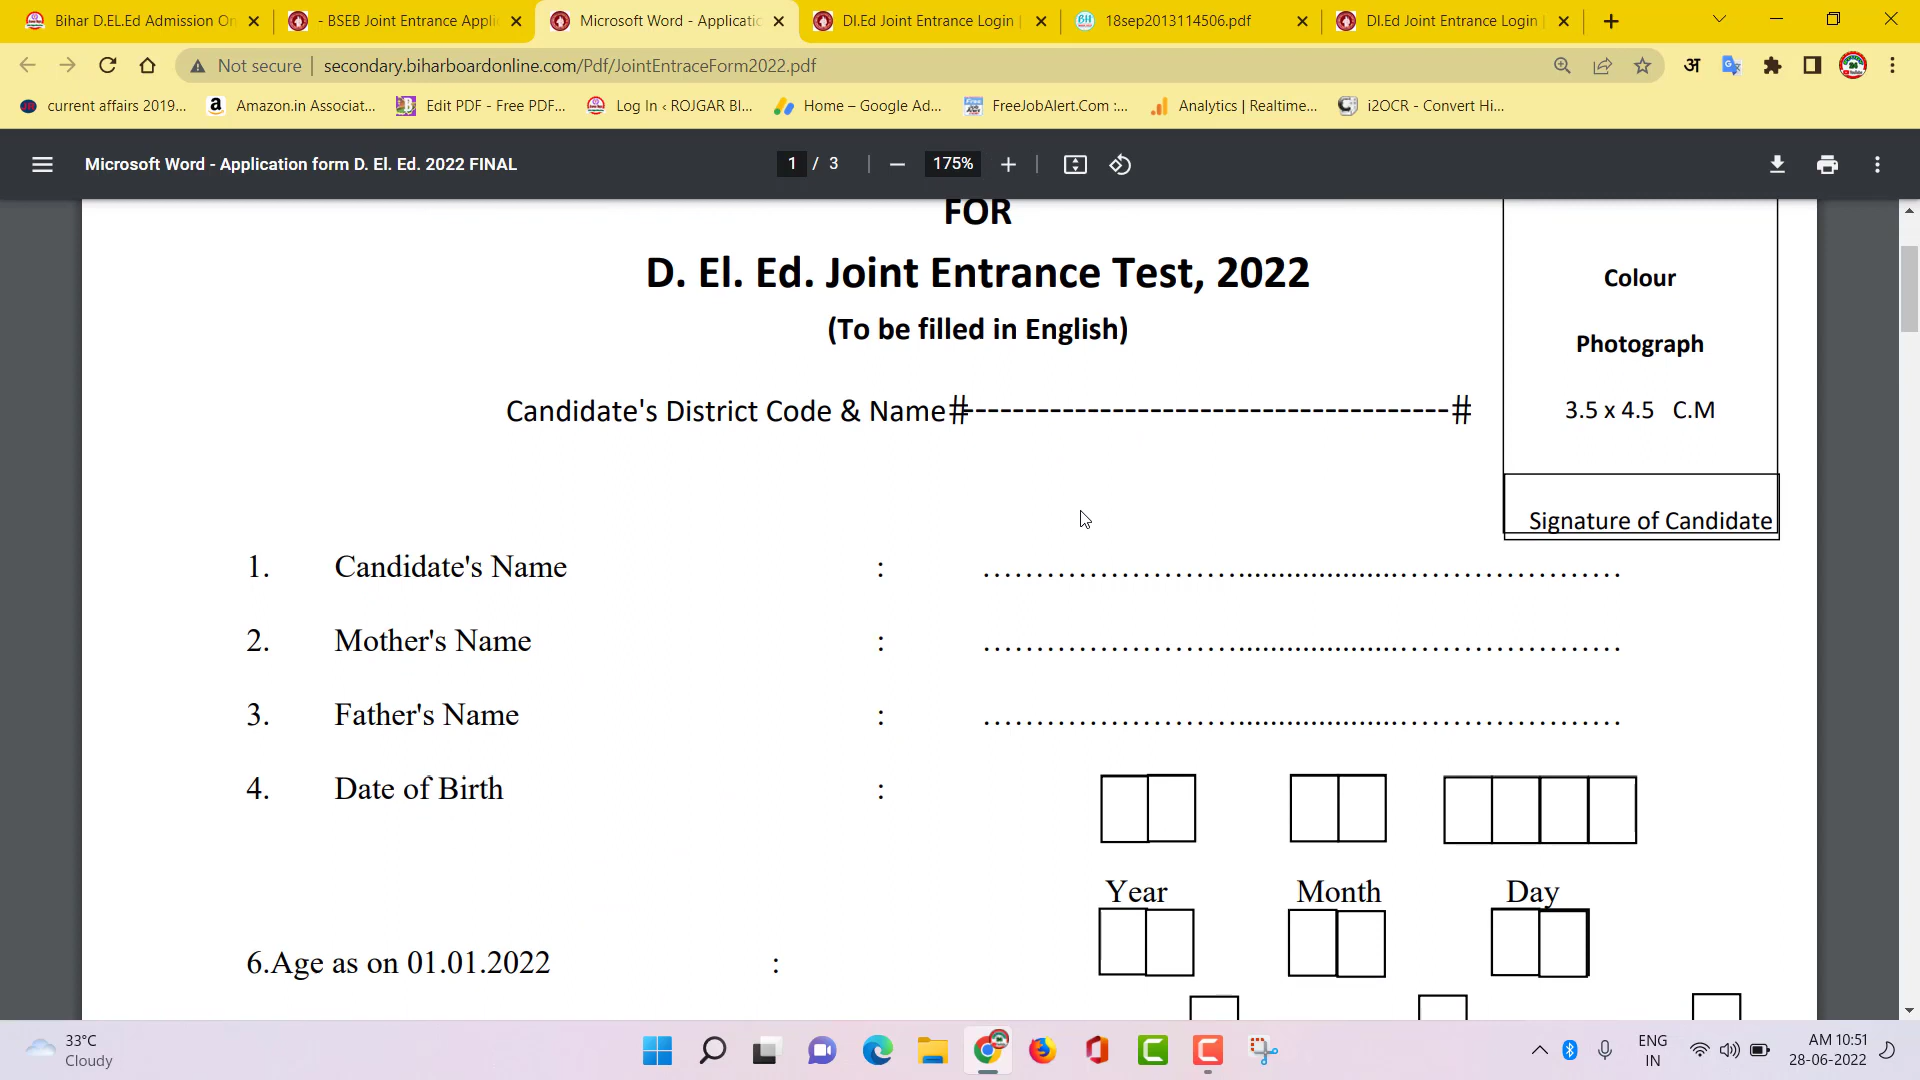 Bihar D.EL.Ed Admission On
- BSEB Joint Entrance Appli
Microsoft Word - Applicatio
DI.Ed Joint Entrance Login |
18sep2013114506.pdf
DI.Ed Joint Entrance Login |
Not secure
secondary.biharboardonline.com/Pdf/JointEntraceForm2022.pdf
अ
current affairs 2019...
Amazon.in Associat...
Edit PDF - Free PDF...
Log In ‹ ROJGAR BI...
Home – Google Ad...
FreeJobAlert.Com :...
Analytics | Realtime...
i2OCR - Convert Hi...
Microsoft Word - Application form D. El. Ed. 2022 FINAL
1 / 3
175%
FOR
D. El. Ed. Joint Entrance Test, 2022
(To be filled in English)
Candidate's District Code & Name#---------------------------------------#
Colour
Photograph
3.5 x 4.5 C.M
Signature of Candidate
1. Candidate's Name : ……………………...................……………………
2. Mother's Name : ……………………...................……………………
3. Father's Name : ……………………...................……………………
4. Date of Birth :
Year Month Day
6.Age as on 01.01.2022 :
33°C
Cloudy
ENG
IN
AM 10:51
28-06-2022